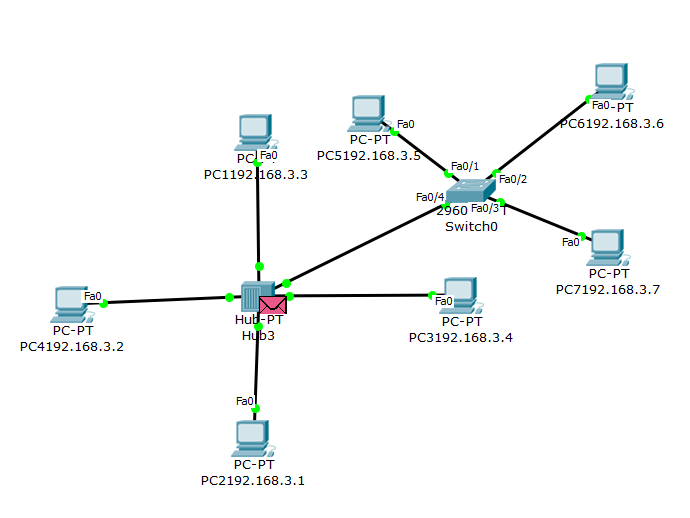 Fa0
-PT
PC6192.168.3.6
Fa0
PC-PT
PC5192.168.3.5
Fa0
PC1192.168.3.3
Fa0/1
Fa0/2
Fa0/4
Fa0/3
2960
Switch0
Fa0
PC-PT
PC7192.168.3.7
Fa0
PC-PT
PC4192.168.3.2
Hub-PT
Hub3
Fa0
PC-PT
PC3192.168.3.4
Fa0
PC-PT
PC2192.168.3.1